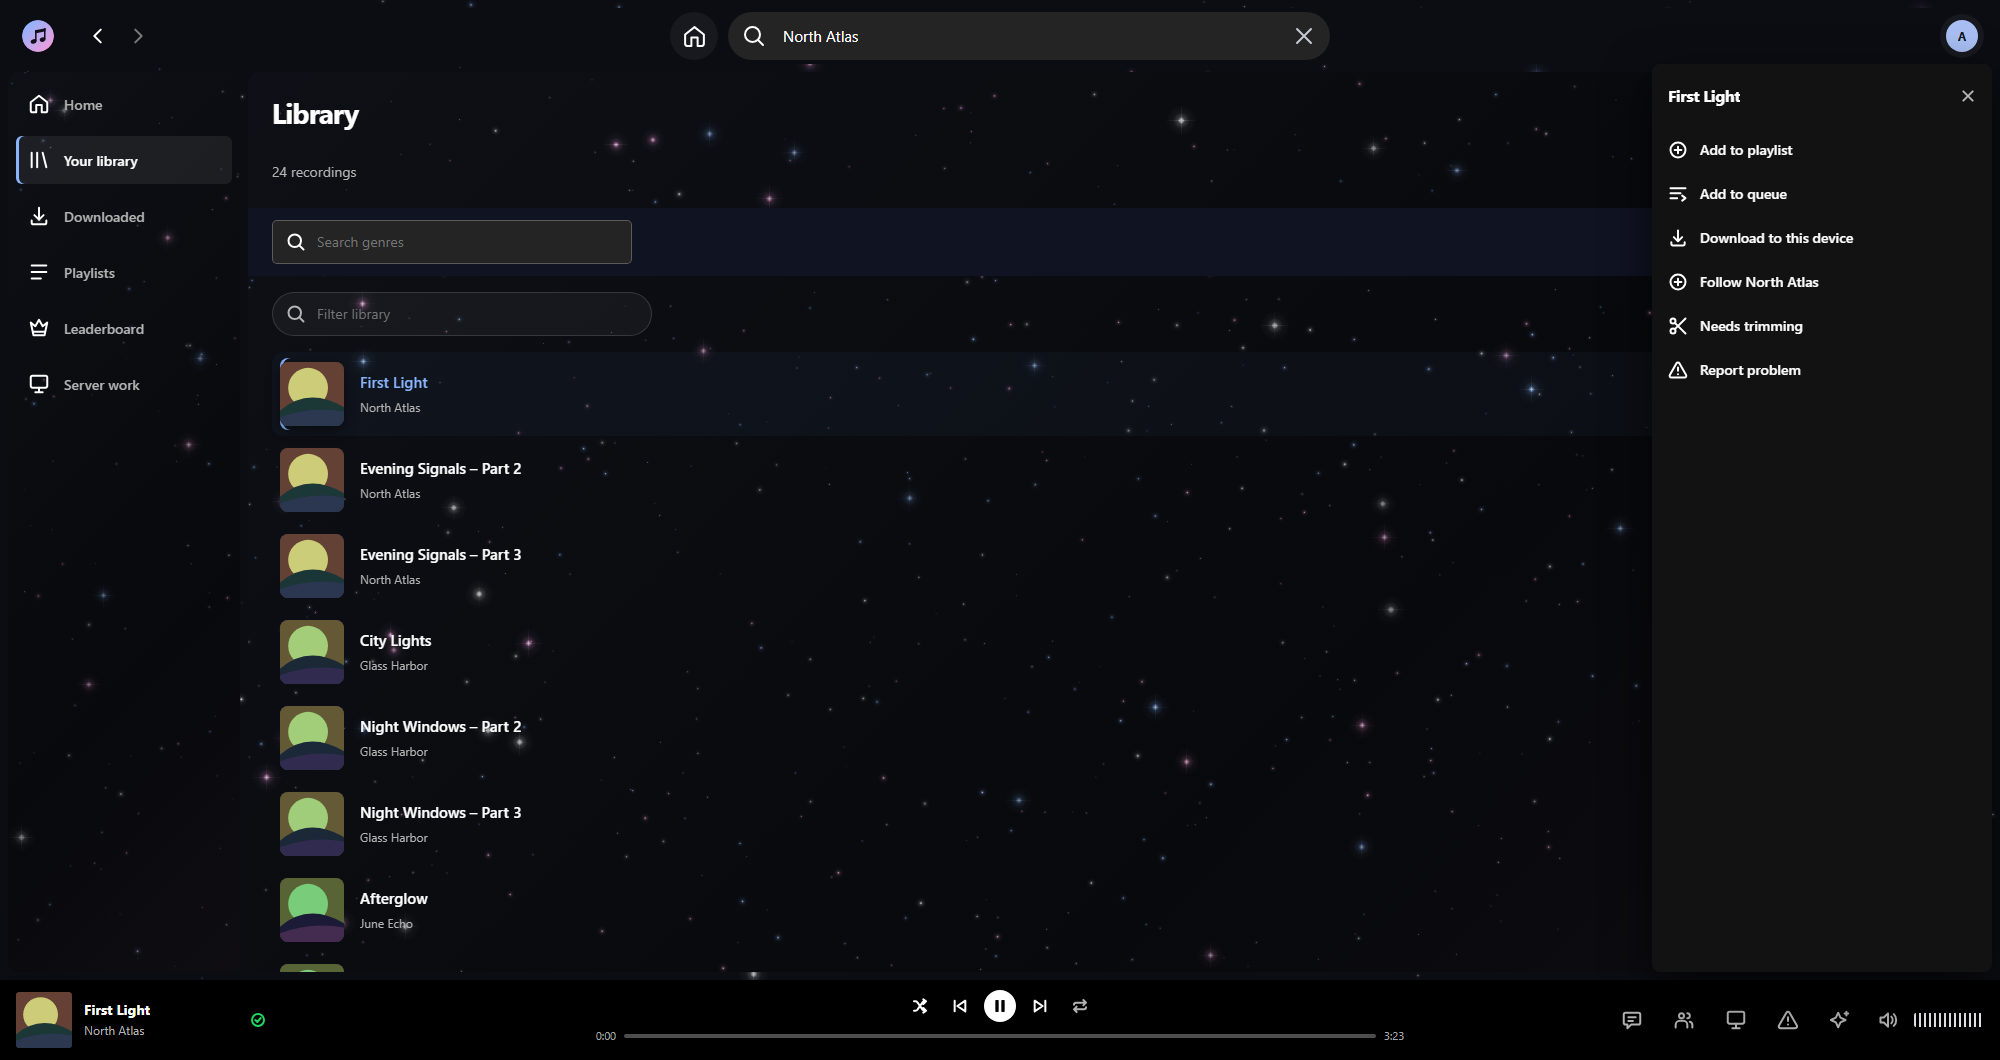 North Atlas
A
Home
Your library
Downloaded
Playlists
Leaderboard
Server work
Library
24 recordings
Search genres
Filter library
First Light
North Atlas
Evening Signals – Part 2
North Atlas
Evening Signals – Part 3
North Atlas
City Lights
Glass Harbor
Night Windows – Part 2
Glass Harbor
Night Windows – Part 3
Glass Harbor
Afterglow
June Echo
First Light
Add to playlist
Add to queue
Download to this device
Follow North Atlas
Needs trimming
Report problem
First Light
North Atlas
0:00
3:23